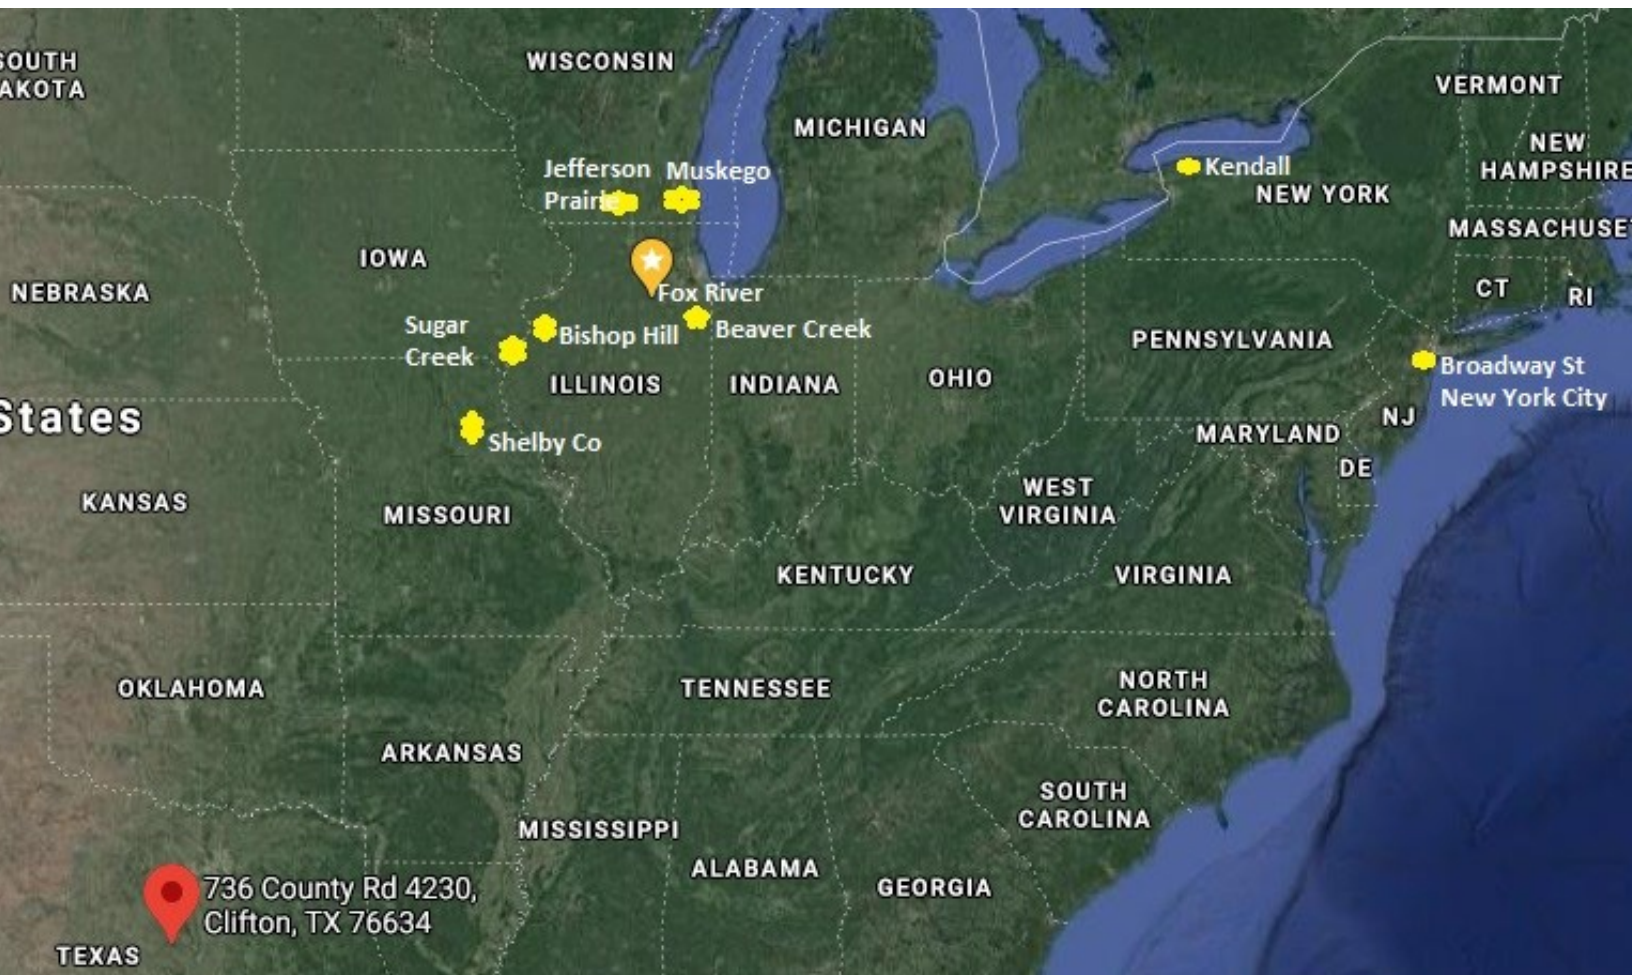 WISCONSIN
SOUTH
AKOTA
VERMONT
MICHIGAN
NEW
HAMPSHIRE
Jefferson
Prairie
Muskego
Kendall
NEW YORK
MASSACHUSE
IOWA
NEBRASKA
Fox River
CT
RI
Sugar
Creek
Bishop Hill
Beaver Creek
PENNSYLVANIA
ILLINOIS
INDIANA
OHIO
Broadway St
New York City
States
NJ
MARYLAND
Shelby Co
DE
KANSAS
MISSOURI
WEST
VIRGINIA
KENTUCKY
VIRGINIA
OKLAHOMA
TENNESSEE
NORTH
CAROLINA
ARKANSAS
SOUTH
CAROLINA
MISSISSIPPI
ALABAMA
GEORGIA
736 County Rd 4230,
Clifton, TX 76634
TEXAS